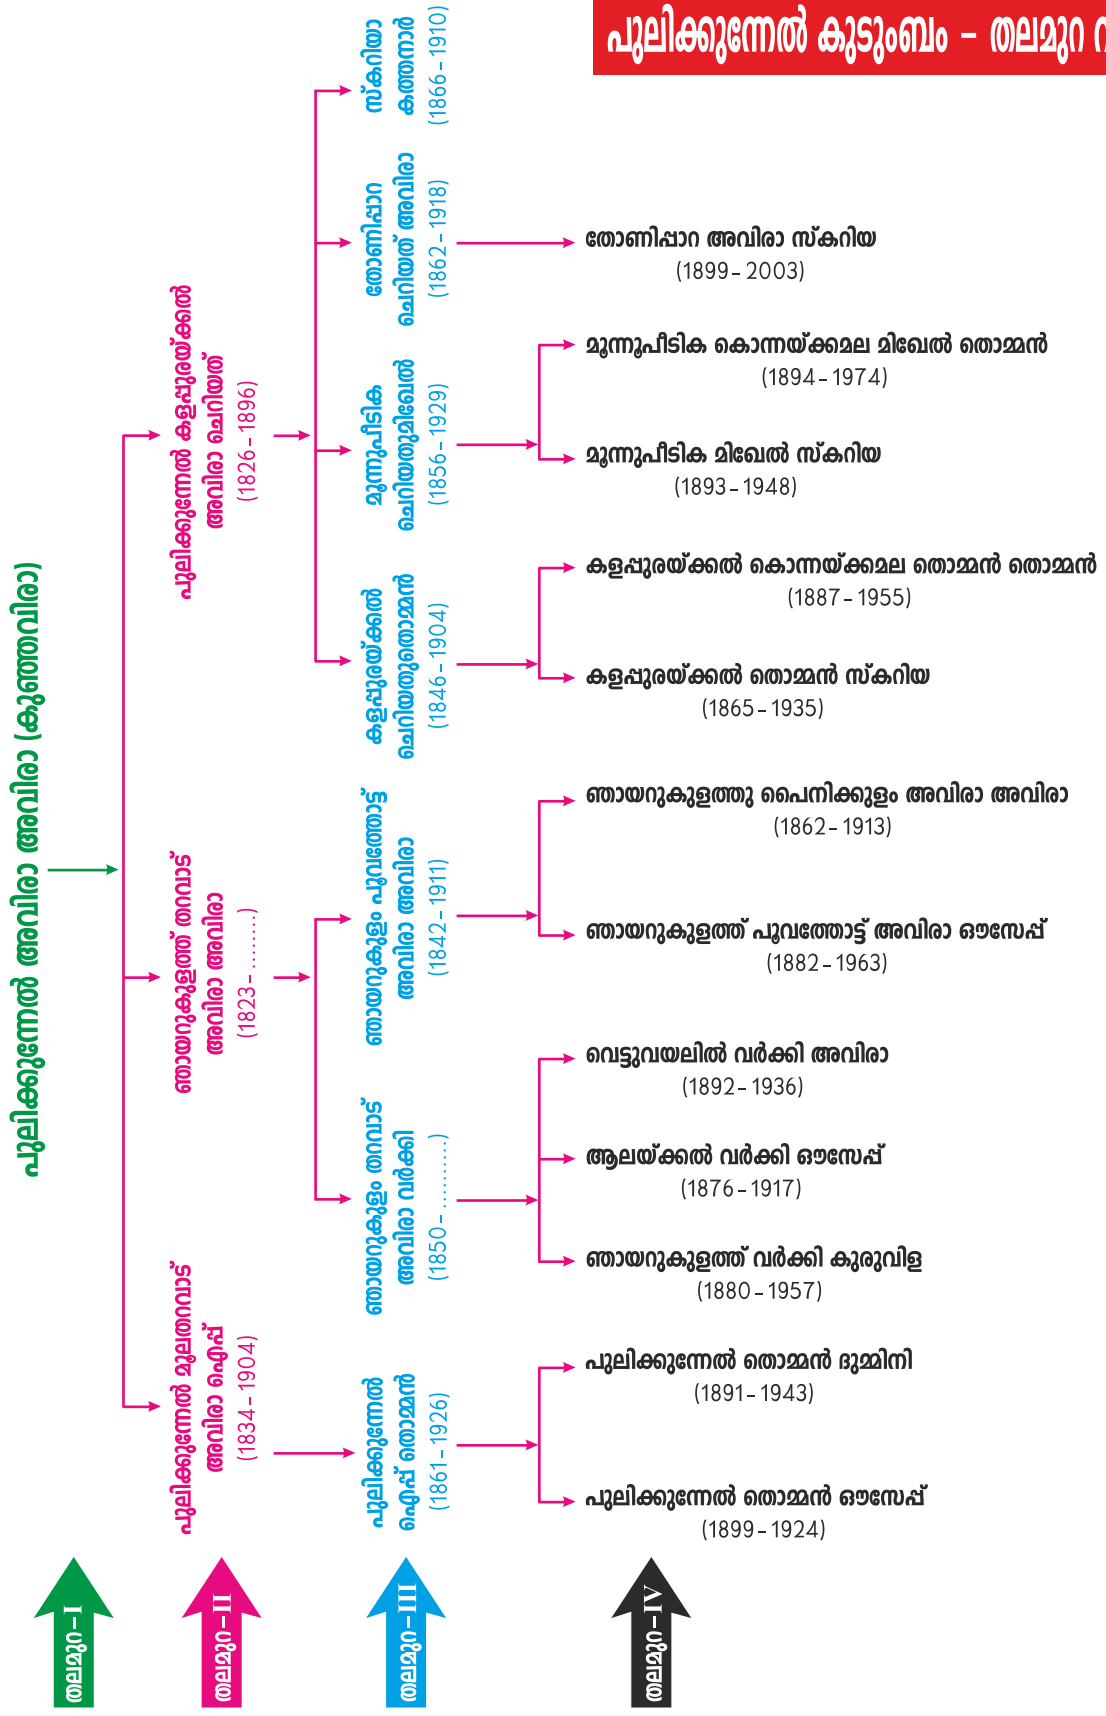 പുലിക്കുന്നേൽ കുടുംബം – തലമുറ
പുലിക്കുന്നേൽ അവിരാ അവിരാ (കുഞ്ഞവിരാ)
പുലിക്കുന്നേൽ കളപ്പുരയ്ക്കൽ
അവിരാ ചെറിയത്
(1826 – 1896)
ഞായറുകുളത്ത് തറവാട്
അവിരാ അവിരാ
(1823 – ........)
പുലിക്കുന്നേൽ മൂലതറവാട്
അവിരാ ഐപ്പ്
(1834 – 1904)
സ്കറിയാ
കത്തനാർ
(1866 – 1910)
തോണിപ്പാറ
ചെറിയത് അവിരാ
(1862 – 1918)
മൂന്നുപീടിക
ചെറിയതുമിഖേൽ
(1856 – 1929)
കളപ്പുരയ്ക്കൽ
ചെറിയതുതൊമ്മൻ
(1846 – 1904)
ഞായറുകുളം പൂവത്തോട്ട്
അവിരാ അവിരാ
(1842 – 1911)
ഞായറുകുളം തറവാട്
അവിരാ വർക്കി
(1850 – ..........)
പുലിക്കുന്നേൽ
ഐപ്പ് തൊമ്മൻ
(1861 – 1926)
തോണിപ്പാറ അവിരാ സ്കറിയ
(1899 – 2003)
മൂന്നുപീടിക കൊന്നയ്ക്കമല മിഖേൽ തൊമ്മൻ
(1894 – 1974)
മൂന്നുപീടിക മിഖേൽ സ്കറിയ
(1893 – 1948)
കളപ്പുരയ്ക്കൽ കൊന്നയ്ക്കമല തൊമ്മൻ തൊമ്മൻ
(1887 – 1955)
കളപ്പുരയ്ക്കൽ തൊമ്മൻ സ്കറിയ
(1865 – 1935)
ഞായറുകുളത്തു പൈനിക്കുളം അവിരാ അവിരാ
(1862 – 1913)
ഞായറുകുളത്ത് പൂവത്തോട്ട് അവിരാ ഔസേപ്പ്
(1882 – 1963)
വെട്ടുവയലിൽ വർക്കി അവിരാ
(1892 – 1936)
ആലയ്ക്കൽ വർക്കി ഔസേപ്പ്
(1876 – 1917)
ഞായറുകുളത്ത് വർക്കി കുരുവിള
(1880 – 1957)
പുലിക്കുന്നേൽ തൊമ്മൻ ദുമ്മിനി
(1891 – 1943)
പുലിക്കുന്നേൽ തൊമ്മൻ ഔസേപ്പ്
(1899 – 1924)
തലമുറ–I
തലമുറ–II
തലമുറ–III
തലമുറ–IV